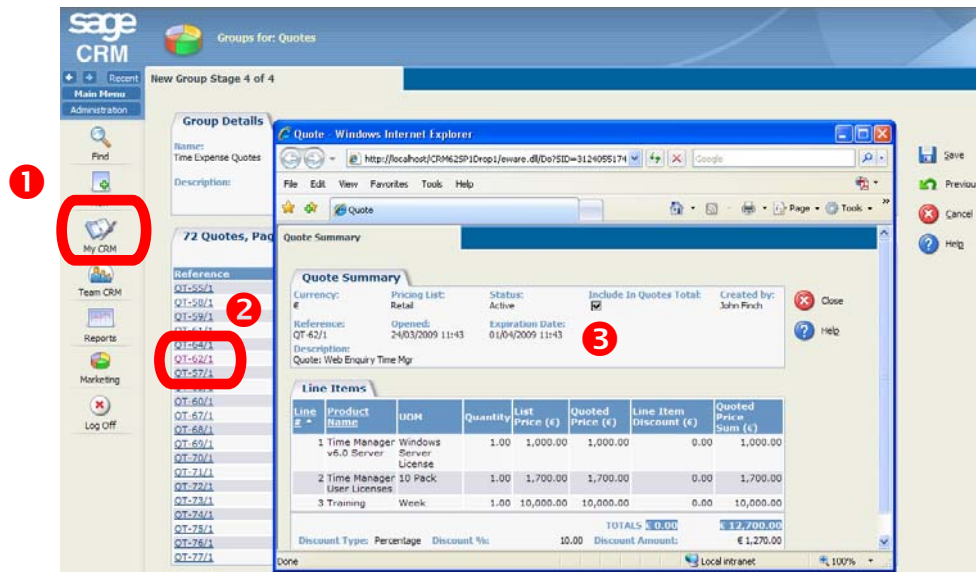 sage
CRM
Groups for: Quotes
Recent
Main Menu
Administration
New Group Stage 4 of 4
Find
My CRM
Team CRM
Reports
Marketing
Log Off
1
2
3
Group Details
Name:
Time Expense Quotes
Description:
72 Quotes, Pag
Reference
QT-55/1
QT-58/1
QT-59/1
QT-61/1
QT-64/1
QT-62/1
QT-57/1
QT-60/1
QT-67/1
QT-68/1
QT-69/1
QT-70/1
QT-71/1
QT-72/1
QT-73/1
QT-74/1
QT-75/1
QT-76/1
QT-77/1
Quote - Windows Internet Explorer
http://localhost/CRM62SP1Drop1/eware.dll/Do?SID=3124055174
Google
File Edit View Favorites Tools Help
Quote
Page Tools
Quote Summary
Quote Summary
Currency: Pricing List: Status: Include In Quotes Total: Created by:
€ Retail Active John Finch
Reference: Opened: Expiration Date:
QT-62/1 24/03/2009 11:43 01/04/2009 11:43
Description:
Quote: Web Enquiry Time Mgr
Close
Help
Line Items
Line # Product Name UOM Quantity List Price (€) Quoted Price (€) Line Item Discount (€) Quoted Price Sum (€)
1 Time Manager v6.0 Server Windows Server License 1.00 1,000.00 1,000.00 0.00 1,000.00
2 Time Manager User Licenses 10 Pack 1.00 1,700.00 1,700.00 0.00 1,700.00
3 Training Week 1.00 10,000.00 10,000.00 0.00 10,000.00
TOTALS € 0.00 € 12,700.00
Discount Type: Percentage Discount %: 10.00 Discount Amount: € 1,270.00
Done
Local intranet
100%
Save
Previou
Cancel
Help